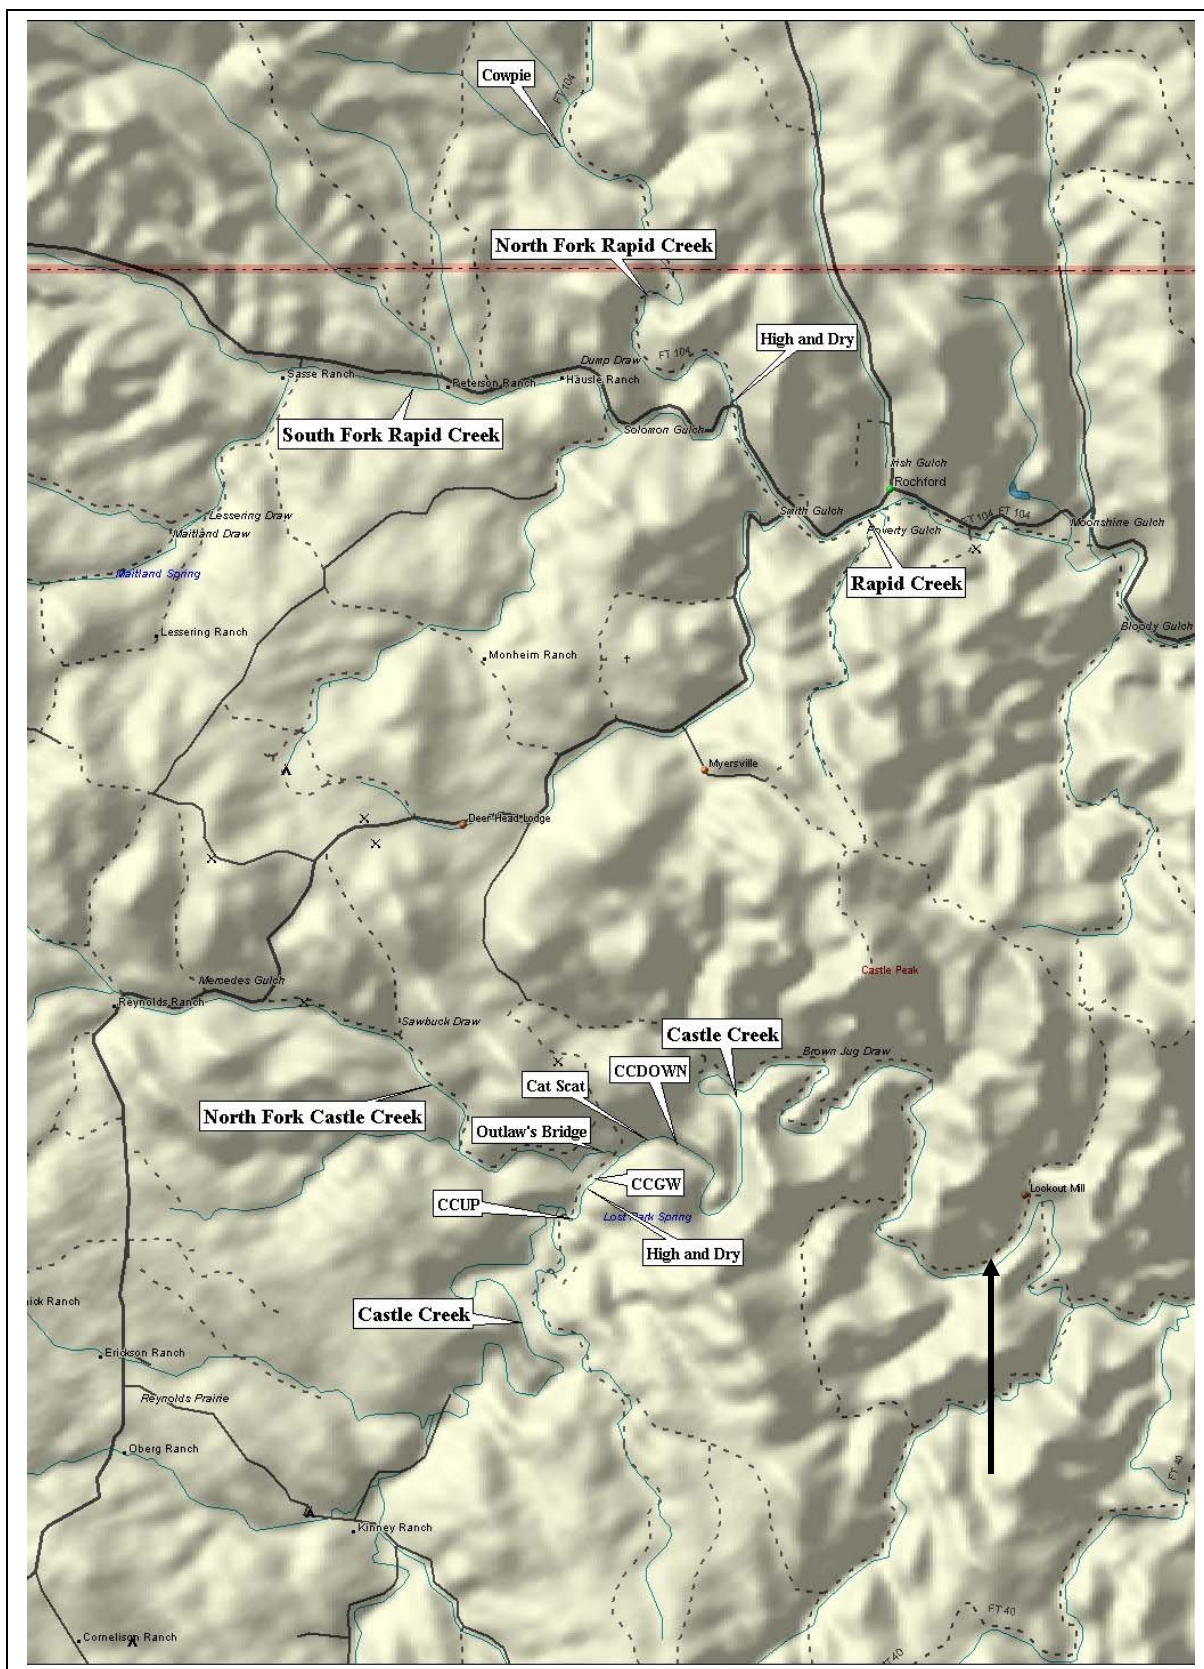 Cowpie
FT 104
North Fork Rapid Creek
High and Dry
Dump Draw
FT 104
Sasse Ranch
Peterson Ranch
Hausle Ranch
South Fork Rapid Creek
Solomon Gulch
Irish Gulch
Rochford
Lessering Draw
Smith Gulch
FT 104
FT 104
Moonshine Gulch
Maitland Draw
Poverty Gulch
Maitland Spring
Rapid Creek
Lessering Ranch
Bloody Gulch
Monheim Ranch
Myersville
Deer Head Lodge
Castle Peak
Mercedes Gulch
Reynolds Ranch
Sawbuck Draw
Castle Creek
Brown Jug Draw
CCDOWN
Cat Scat
North Fork Castle Creek
Outlaw's Bridge
CCGW
Lookout Mill
CCUP
Lost Park Spring
High and Dry
ick Ranch
Castle Creek
Erickson Ranch
Reynolds Prairie
Oberg Ranch
FT 40
Kinney Ranch
FT 40
Cornelison Ranch
FT 40